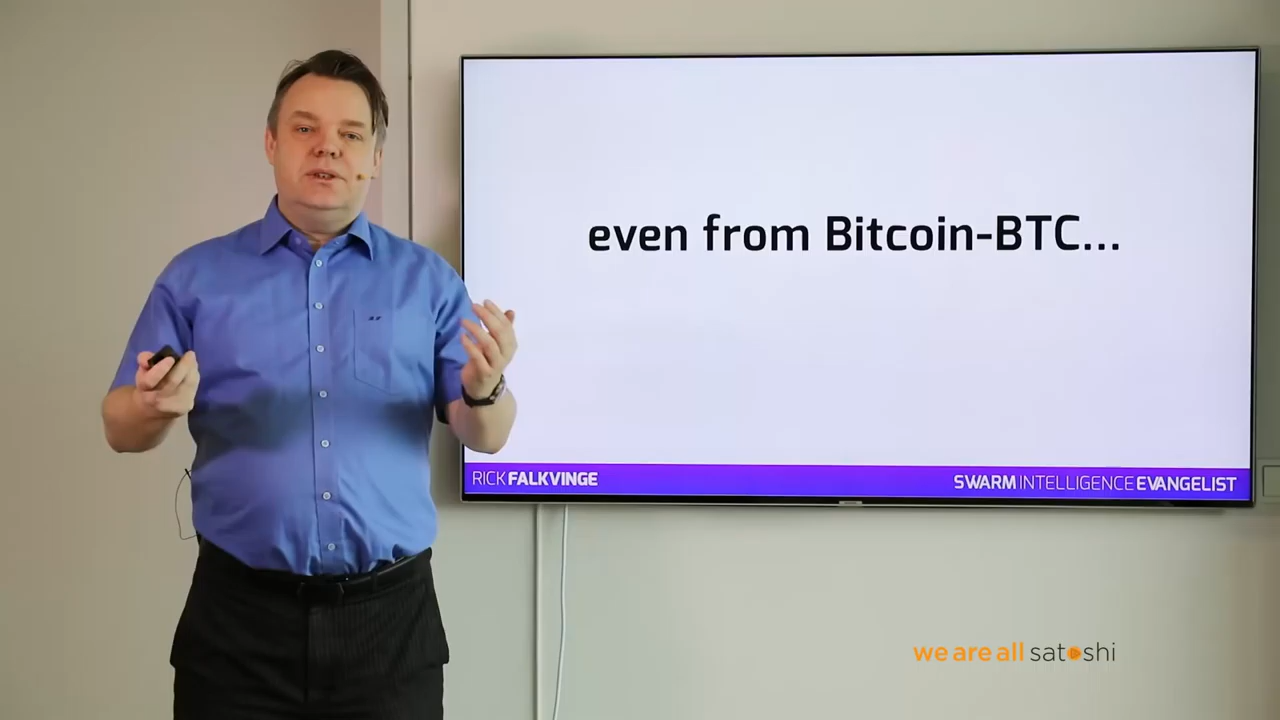 even from Bitcoin-BTC...
RICK FALKVINGE
SWARM INTELLIGENCE EVANGELIST
we are all satoshi